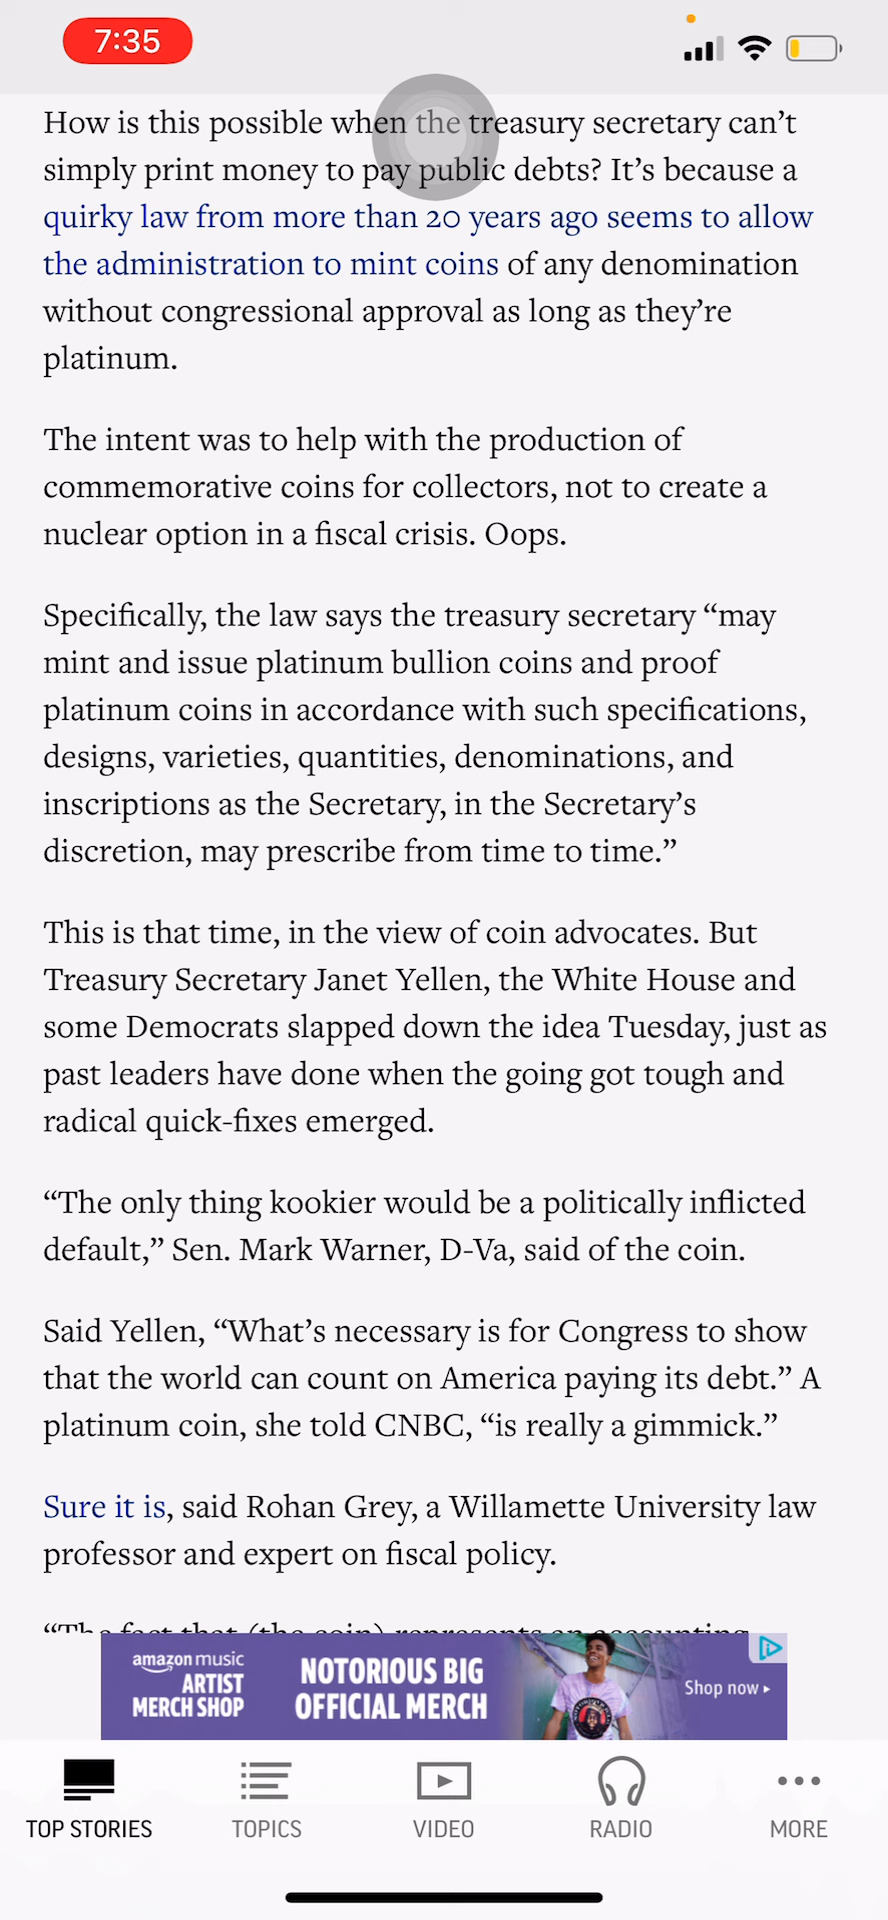 7:35
How is this possible when the treasury secretary can’t
simply print money to pay public debts? It’s because a
quirky law from more than 20 years ago seems to allow
the administration to mint coins of any denomination
without congressional approval as long as they’re
platinum.
The intent was to help with the production of
commemorative coins for collectors, not to create a
nuclear option in a fiscal crisis. Oops.
Specifically, the law says the treasury secretary “may
mint and issue platinum bullion coins and proof
platinum coins in accordance with such specifications,
designs, varieties, quantities, denominations, and
inscriptions as the Secretary, in the Secretary’s
discretion, may prescribe from time to time.”
This is that time, in the view of coin advocates. But
Treasury Secretary Janet Yellen, the White House and
some Democrats slapped down the idea Tuesday, just as
past leaders have done when the going got tough and
radical quick-fixes emerged.
“The only thing kookier would be a politically inflicted
default,” Sen. Mark Warner, D-Va, said of the coin.
Said Yellen, “What’s necessary is for Congress to show
that the world can count on America paying its debt.” A
platinum coin, she told CNBC, “is really a gimmick.”
Sure it is, said Rohan Grey, a Willamette University law
professor and expert on fiscal policy.
“The fact that (the coin) represents an accounting
amazon music
ARTIST
MERCH SHOP
NOTORIOUS BIG
OFFICIAL MERCH
Shop now
TOP STORIES
TOPICS
VIDEO
RADIO
MORE